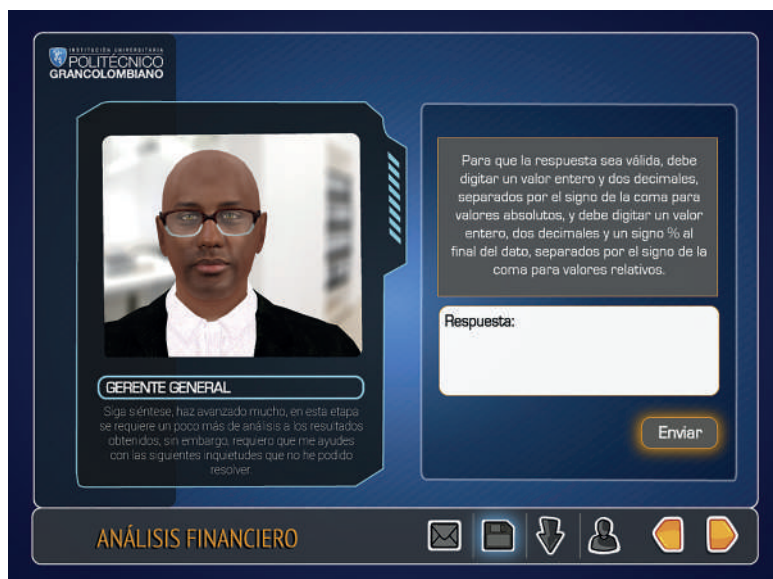 INSTITUCIÓN UNIVERSITARIA
POLITÉCNICO
GRANCOLOMBIANO
GERENTE GENERAL
Siga siéntese, haz avanzado mucho, en esta etapa
se requiere un poco más de análisis a los resultados
obtenidos, sin embargo, requiero que me ayudes
con las siguientes inquietudes que no he podido
resolver.
Para que la respuesta sea válida, debe
digitar un valor entero y dos decimales,
separados por el signo de la coma para
valores absolutos, y debe digitar un valor
entero, dos decimales y un signo % al
final del dato, separados por el signo de la
coma para valores relativos.
Respuesta:
Enviar
ANÁLISIS FINANCIERO